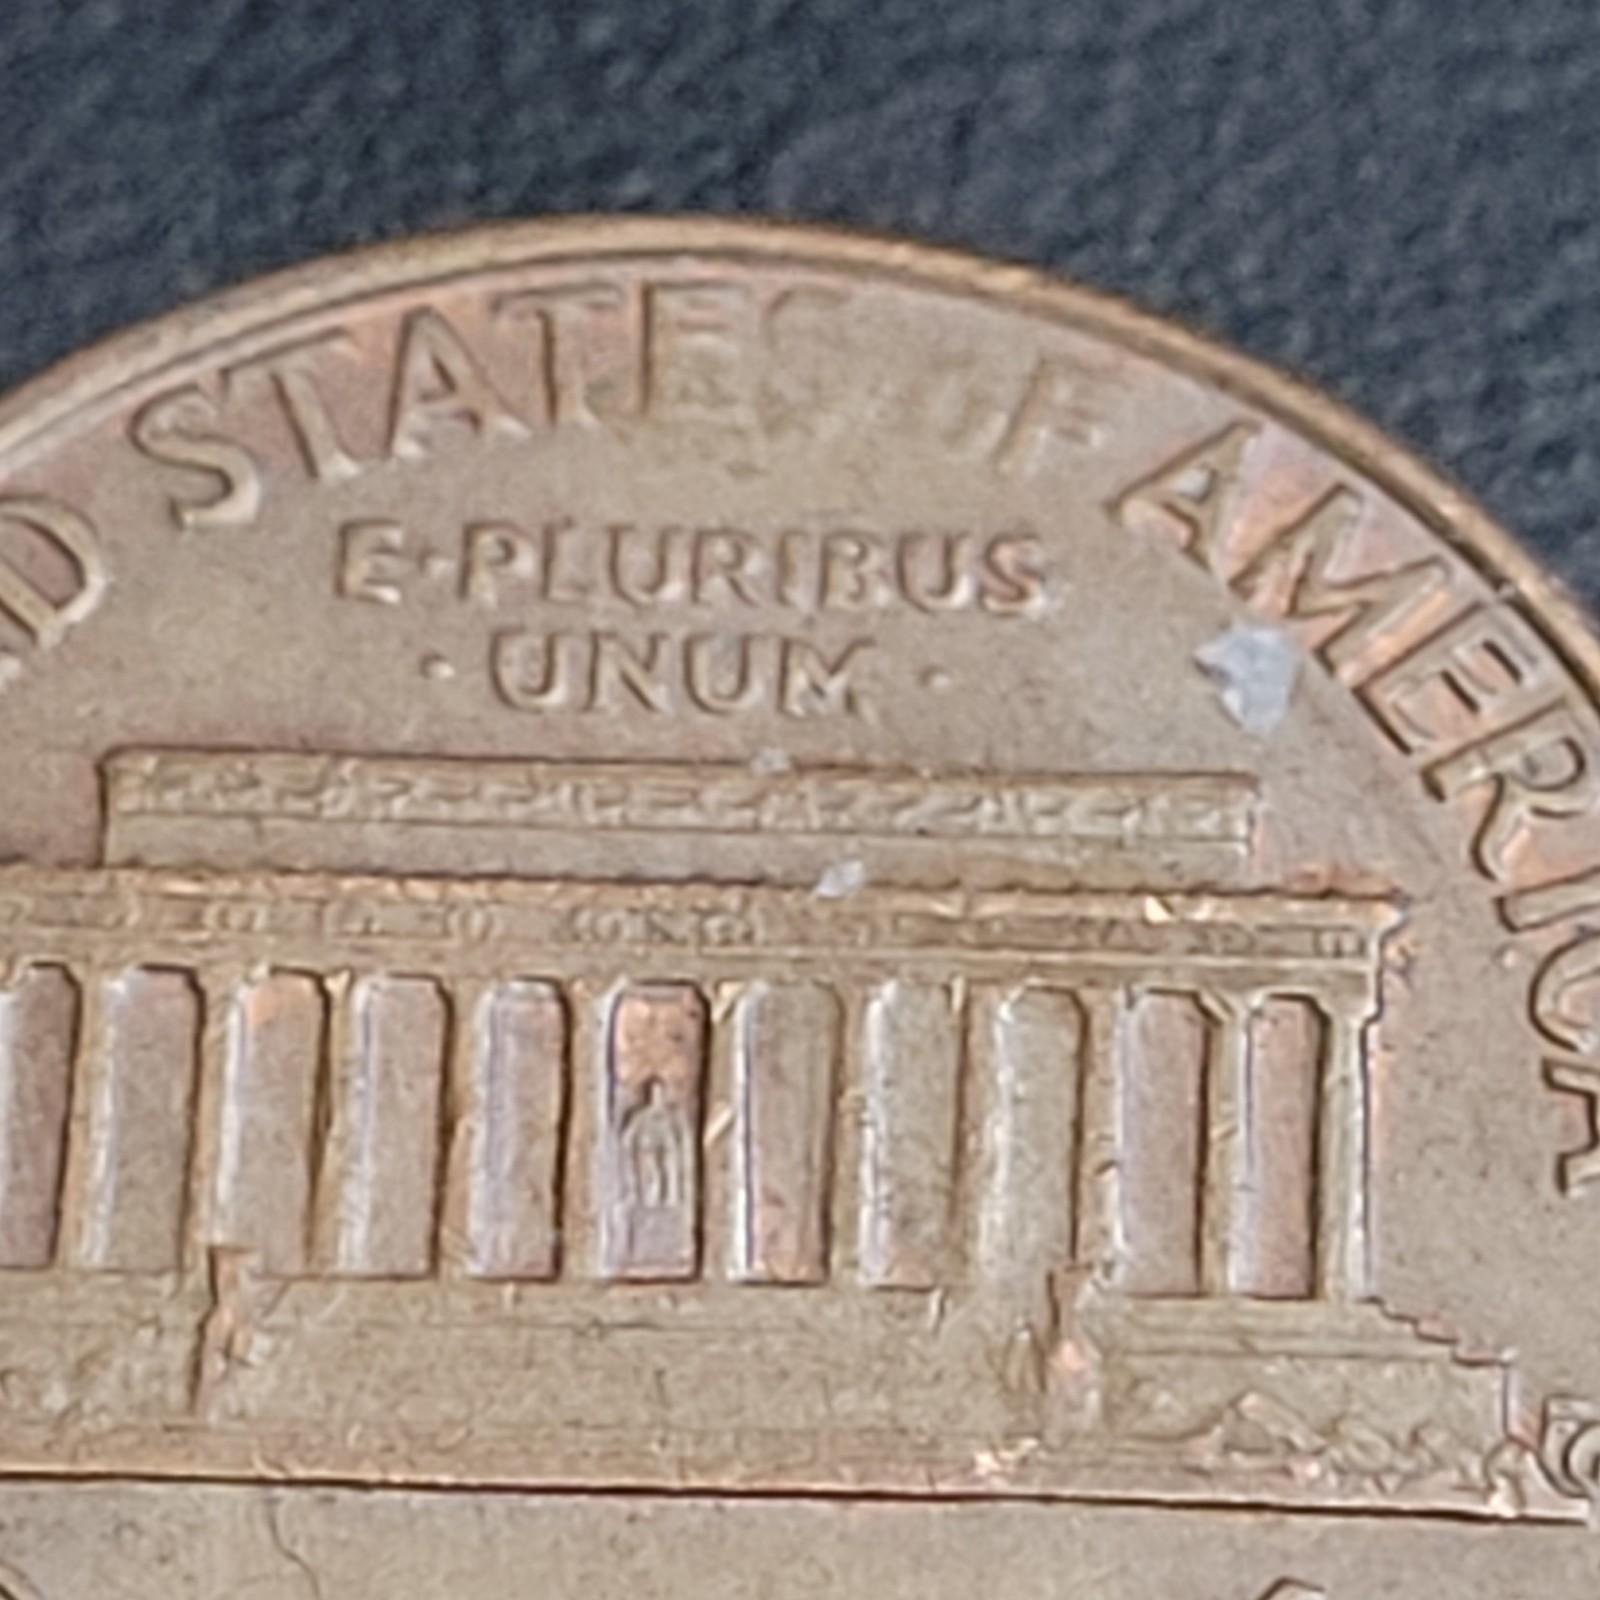 D STATES OF AMERICA
E·PLURIBUS
· UNUM ·